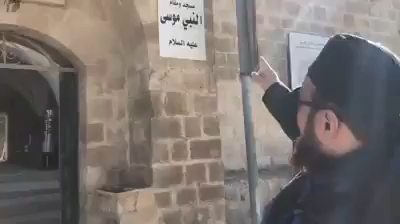 مسجد ومقام
النبي موسى
عليه السلام